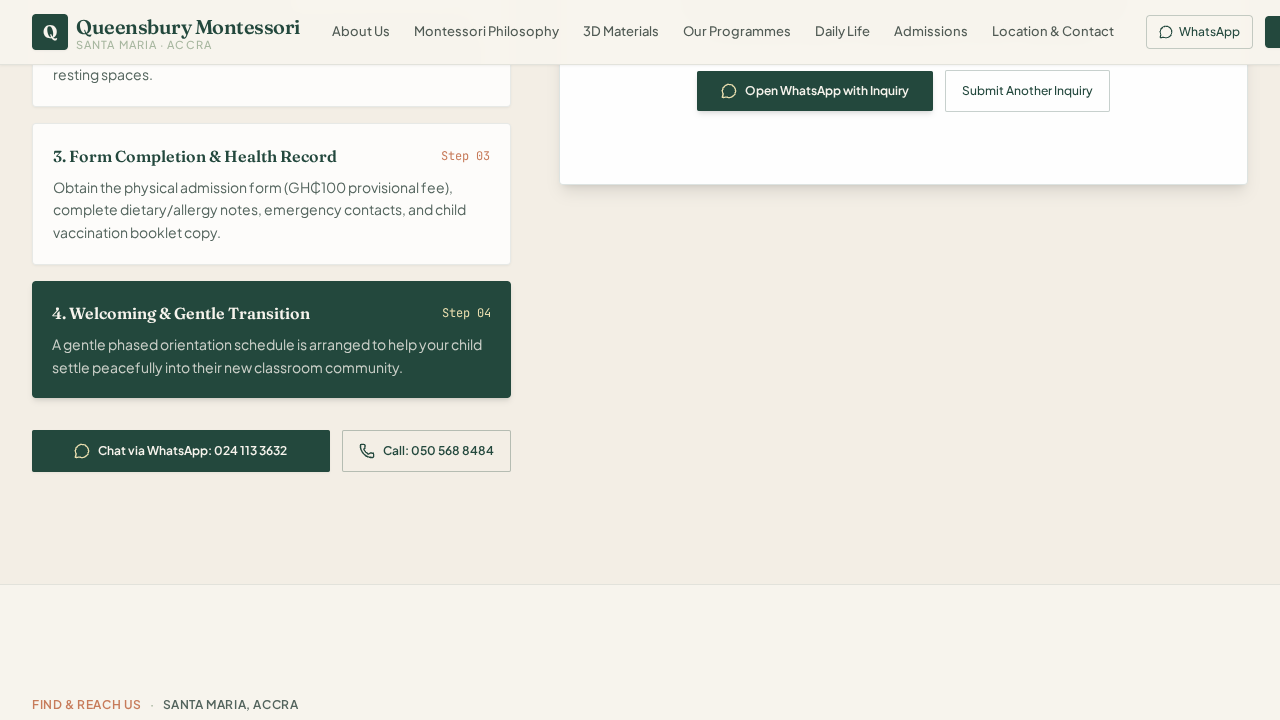 Q
Queensbury Montessori
SANTA MARIA · ACCRA
About Us
Montessori Philosophy
3D Materials
Our Programmes
Daily Life
Admissions
Location & Contact
WhatsApp
resting spaces.
3. Form Completion & Health Record
Step 03
Obtain the physical admission form (GH₵100 provisional fee),
complete dietary/allergy notes, emergency contacts, and child
vaccination booklet copy.
4. Welcoming & Gentle Transition
Step 04
A gentle phased orientation schedule is arranged to help your child
settle peacefully into their new classroom community.
Chat via WhatsApp: 024 113 3632
Call: 050 568 8484
Open WhatsApp with Inquiry
Submit Another Inquiry
FIND & REACH US · SANTA MARIA, ACCRA